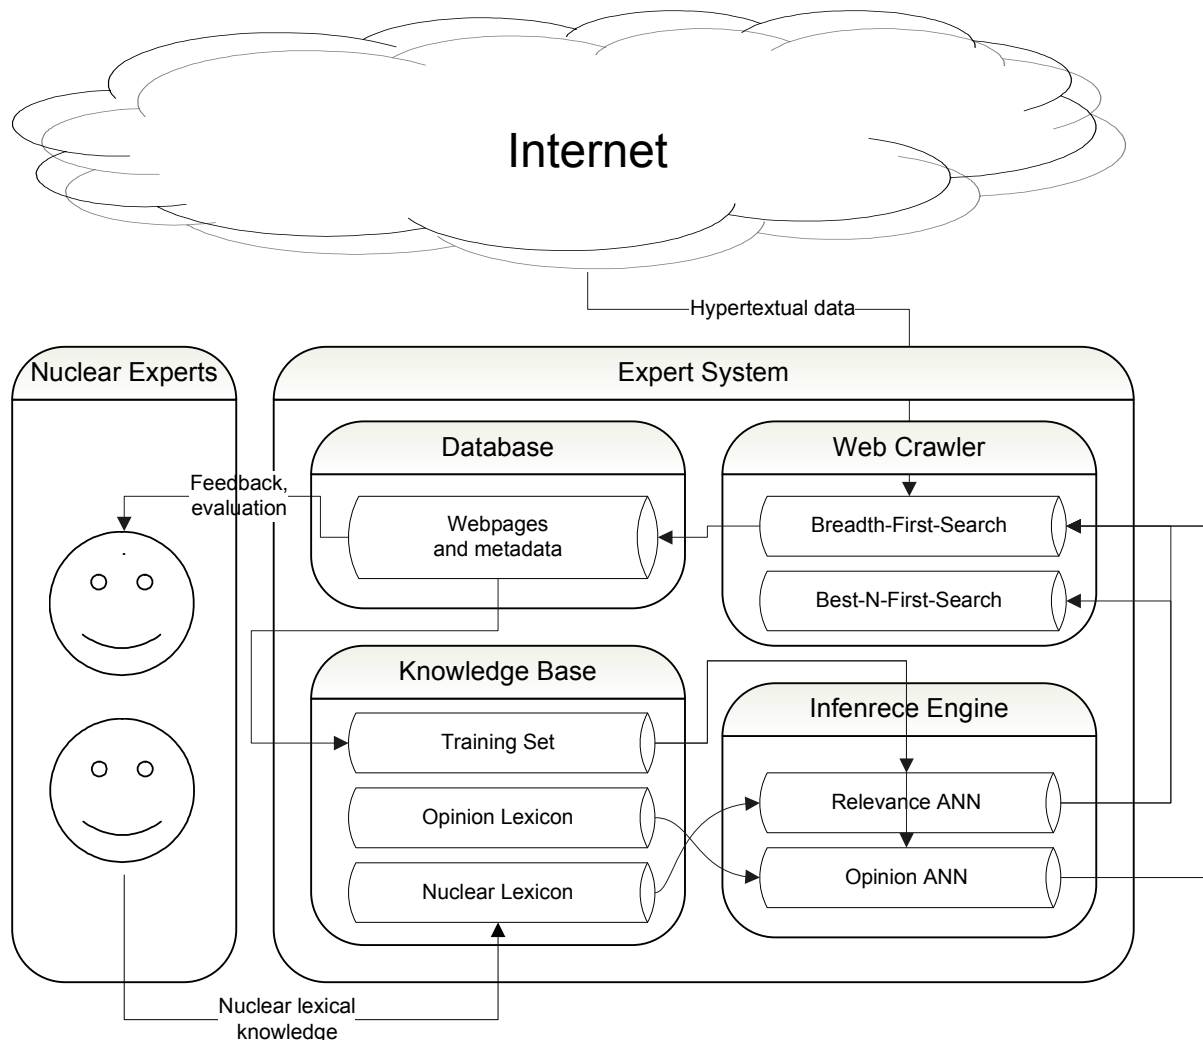 Internet
Hypertextual data
Nuclear Experts
Expert System
Database
Web Crawler
Feedback,
evaluation
Webpages
and metadata
Breadth-First-Search
Best-N-First-Search
Knowledge Base
Infenrece Engine
Training Set
Relevance ANN
Opinion Lexicon
Opinion ANN
Nuclear Lexicon
Nuclear lexical
knowledge